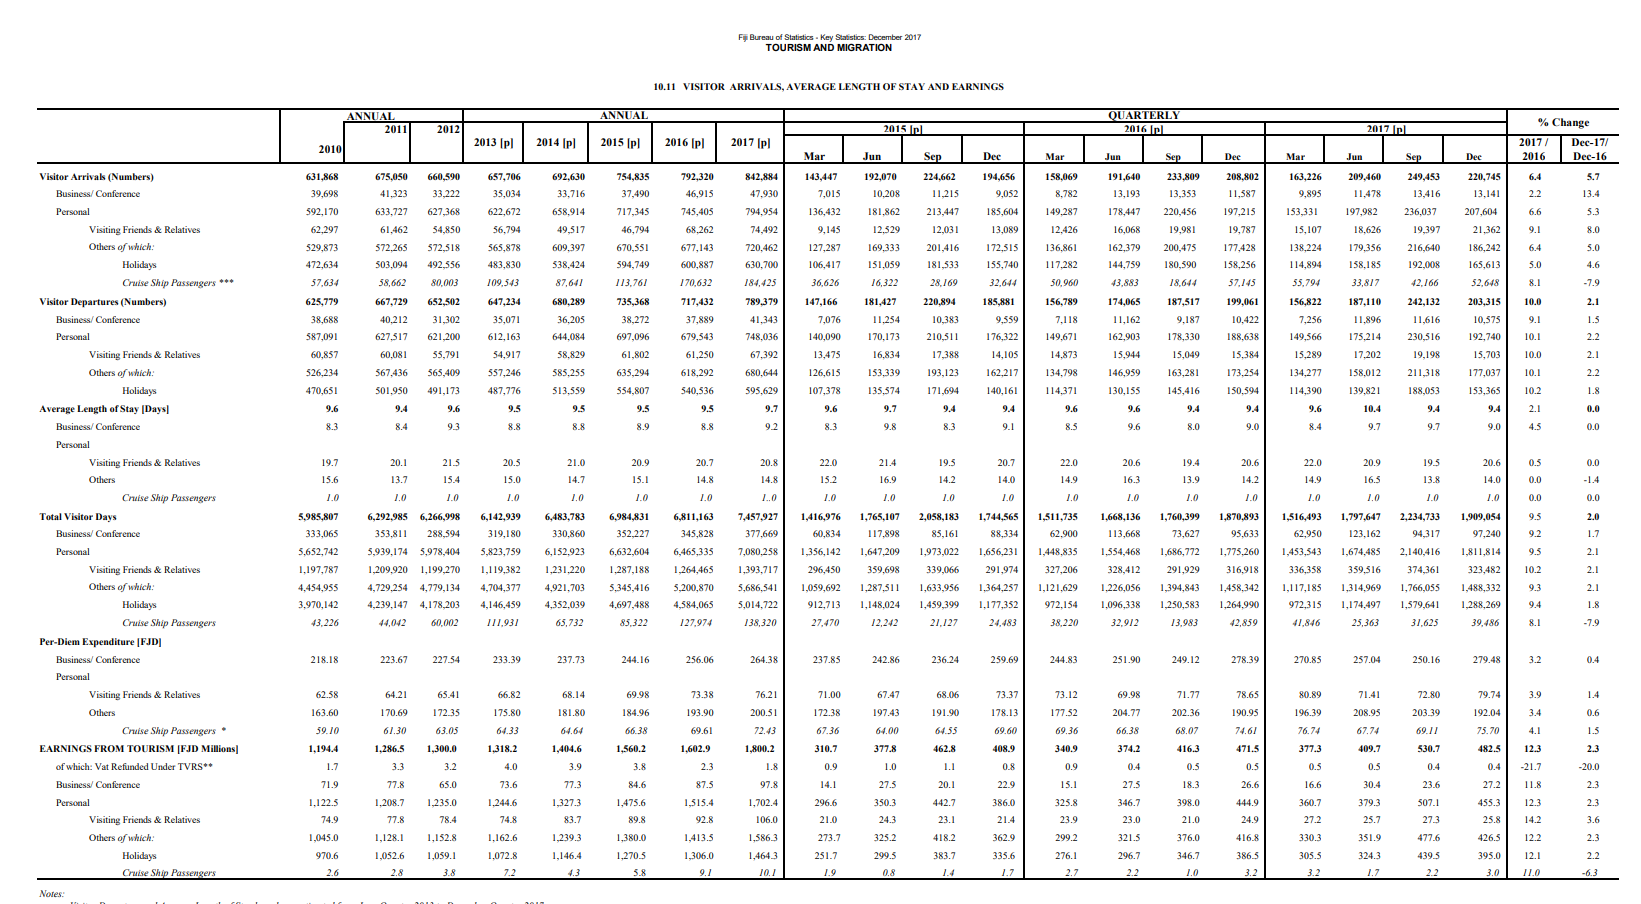 Fiji Bureau of Statistics - Key Statistics: December 2017
TOURISM AND MIGRATION
10.11 VISITOR ARRIVALS, AVERAGE LENGTH OF STAY AND EARNINGS
ANNUAL ANNUAL QUARTERLY % Change
2010 2011 2012 2013 [p] 2014 [p] 2015 [p] 2016 [p] 2017 [p] 2015 [p] 2016 [p] 2017 [p] 2017 / 2016 Dec-17/ Dec-16
Mar Jun Sep Dec Mar Jun Sep Dec Mar Jun Sep Dec
Visitor Arrivals (Numbers) 631,868 675,050 660,590 657,706 692,630 754,835 792,320 842,884 143,447 192,070 224,662 194,656 158,069 191,640 233,809 208,802 163,226 209,460 249,453 220,745 6.4 5.7
Business/ Conference 39,698 41,323 33,222 35,034 33,716 37,490 46,915 47,930 7,015 10,208 11,215 9,052 8,782 13,193 13,353 11,587 9,895 11,478 13,416 13,141 2.2 13.4
Personal 592,170 633,727 627,368 622,672 658,914 717,345 745,405 794,954 136,432 181,862 213,447 185,604 149,287 178,447 220,456 197,215 153,331 197,982 236,037 207,604 6.6 5.3
Visiting Friends & Relatives 62,297 61,462 54,850 56,794 49,517 46,794 68,262 74,492 9,145 12,529 12,031 13,089 12,426 16,068 19,981 19,787 15,107 18,626 19,397 21,362 9.1 8.0
Others of which: 529,873 572,265 572,518 565,878 609,397 670,551 677,143 720,462 127,287 169,333 201,416 172,515 136,861 162,379 200,475 177,428 138,224 179,356 216,640 186,242 6.4 5.0
Holidays 472,634 503,094 492,556 483,830 538,424 594,749 600,887 630,700 106,417 151,059 181,533 155,740 117,282 144,759 180,590 158,256 114,894 158,185 192,008 165,613 5.0 4.6
Cruise Ship Passengers *** 57,634 58,662 80,003 109,543 87,641 113,761 170,632 184,425 36,626 16,322 28,169 32,644 50,960 43,883 18,644 57,145 55,794 33,817 42,166 52,648 8.1 -7.9
Visitor Departures (Numbers) 625,779 667,729 652,502 647,234 680,289 735,368 717,432 789,379 147,166 181,427 220,894 185,881 156,789 174,065 187,517 199,061 156,822 187,110 242,132 203,315 10.0 2.1
Business/ Conference 38,688 40,212 31,302 35,071 36,205 38,272 37,889 41,343 7,076 11,254 10,383 9,559 7,118 11,162 9,187 10,422 7,256 11,896 11,616 10,575 9.1 1.5
Personal 587,091 627,517 621,200 612,163 644,084 697,096 679,543 748,036 140,090 170,173 210,511 176,322 149,671 162,903 178,330 188,638 149,566 175,214 230,516 192,740 10.1 2.2
Visiting Friends & Relatives 60,857 60,081 55,791 54,917 58,829 61,802 61,250 67,392 13,475 16,834 17,388 14,105 14,873 15,944 15,049 15,384 15,289 17,202 19,198 15,703 10.0 2.1
Others of which: 526,234 567,436 565,409 557,246 585,255 635,294 618,292 680,644 126,615 153,339 193,123 162,217 134,798 146,959 163,281 173,254 134,277 158,012 211,318 177,037 10.1 2.2
Holidays 470,651 501,950 491,173 487,776 513,559 554,807 540,536 595,629 107,378 135,574 171,694 140,161 114,371 130,155 145,416 150,594 114,390 139,821 188,053 153,365 10.2 1.8
Average Length of Stay [Days] 9.6 9.4 9.6 9.5 9.5 9.5 9.5 9.7 9.6 9.7 9.4 9.4 9.6 9.6 9.4 9.4 9.6 10.4 9.4 9.4 2.1 0.0
Business/ Conference 8.3 8.4 9.3 8.8 8.8 8.9 8.8 9.2 8.3 9.8 8.3 9.1 8.5 9.6 8.0 9.0 8.4 9.7 9.7 9.0 4.5 0.0
Personal
Visiting Friends & Relatives 19.7 20.1 21.5 20.5 21.0 20.9 20.7 20.8 22.0 21.4 19.5 20.7 22.0 20.6 19.4 20.6 22.0 20.9 19.5 20.6 0.5 0.0
Others 15.6 13.7 15.4 15.0 14.7 15.1 14.8 14.8 15.2 16.9 14.2 14.0 14.9 16.3 13.9 14.2 14.9 16.5 13.8 14.0 0.0 -1.4
Cruise Ship Passengers 1.0 1.0 1.0 1.0 1.0 1.0 1.0 1..0 1.0 1.0 1.0 1.0 1.0 1.0 1.0 1.0 1.0 1.0 1.0 1.0 0.0 0.0
Total Visitor Days 5,985,807 6,292,985 6,266,998 6,142,939 6,483,783 6,984,831 6,811,163 7,457,927 1,416,976 1,765,107 2,058,183 1,744,565 1,511,735 1,668,136 1,760,399 1,870,893 1,516,493 1,797,647 2,234,733 1,909,054 9.5 2.0
Business/ Conference 333,065 353,811 288,594 319,180 330,860 352,227 345,828 377,669 60,834 117,898 85,161 88,334 62,900 113,668 73,627 95,633 62,950 123,162 94,317 97,240 9.2 1.7
Personal 5,652,742 5,939,174 5,978,404 5,823,759 6,152,923 6,632,604 6,465,335 7,080,258 1,356,142 1,647,209 1,973,022 1,656,231 1,448,835 1,554,468 1,686,772 1,775,260 1,453,543 1,674,485 2,140,416 1,811,814 9.5 2.1
Visiting Friends & Relatives 1,197,787 1,209,920 1,199,270 1,119,382 1,231,220 1,287,188 1,264,465 1,393,717 296,450 359,698 339,066 291,974 327,206 328,412 291,929 316,918 336,358 359,516 374,361 323,482 10.2 2.1
Others of which: 4,454,955 4,729,254 4,779,134 4,704,377 4,921,703 5,345,416 5,200,870 5,686,541 1,059,692 1,287,511 1,633,956 1,364,257 1,121,629 1,226,056 1,394,843 1,458,342 1,117,185 1,314,969 1,766,055 1,488,332 9.3 2.1
Holidays 3,970,142 4,239,147 4,178,203 4,146,459 4,352,039 4,697,488 4,584,065 5,014,722 912,713 1,148,024 1,459,399 1,177,352 972,154 1,096,338 1,250,583 1,264,990 972,315 1,174,497 1,579,641 1,288,269 9.4 1.8
Cruise Ship Passengers 43,226 44,042 60,002 111,931 65,732 85,322 127,974 138,320 27,470 12,242 21,127 24,483 38,220 32,912 13,983 42,859 41,846 25,363 31,625 39,486 8.1 -7.9
Per-Diem Expenditure [FJD]
Business/ Conference 218.18 223.67 227.54 233.39 237.73 244.16 256.06 264.38 237.85 242.86 236.24 259.69 244.83 251.90 249.12 278.39 270.85 257.04 250.16 279.48 3.2 0.4
Personal
Visiting Friends & Relatives 62.58 64.21 65.41 66.82 68.14 69.98 73.38 76.21 71.00 67.47 68.06 73.37 73.12 69.98 71.77 78.65 80.89 71.41 72.80 79.74 3.9 1.4
Others 163.60 170.69 172.35 175.80 181.80 184.96 193.90 200.51 172.38 197.43 191.90 178.13 177.52 204.77 202.36 190.95 196.39 208.95 203.39 192.04 3.4 0.6
Cruise Ship Passengers * 59.10 61.30 63.05 64.33 64.64 66.38 69.61 72.43 67.36 64.00 64.55 69.60 69.36 66.38 68.07 74.61 76.74 67.74 69.11 75.70 4.1 1.5
EARNINGS FROM TOURISM [FJD Millions] 1,194.4 1,286.5 1,300.0 1,318.2 1,404.6 1,560.2 1,602.9 1,800.2 310.7 377.8 462.8 408.9 340.9 374.2 416.3 471.5 377.3 409.7 530.7 482.5 12.3 2.3
of which: Vat Refunded Under TVRS** 1.7 3.3 3.2 4.0 3.9 3.8 2.3 1.8 0.9 1.0 1.1 0.8 0.9 0.4 0.5 0.5 0.5 0.5 0.4 0.4 -21.7 -20.0
Business/ Conference 71.9 77.8 65.0 73.6 77.3 84.6 87.5 97.8 14.1 27.5 20.1 22.9 15.1 27.5 18.3 26.6 16.6 30.4 23.6 27.2 11.8 2.3
Personal 1,122.5 1,208.7 1,235.0 1,244.6 1,327.3 1,475.6 1,515.4 1,702.4 296.6 350.3 442.7 386.0 325.8 346.7 398.0 444.9 360.7 379.3 507.1 455.3 12.3 2.3
Visiting Friends & Relatives 74.9 77.8 78.4 74.8 83.7 89.8 92.8 106.0 21.0 24.3 23.1 21.4 23.9 23.0 21.0 24.9 27.2 25.7 27.3 25.8 14.2 3.6
Others of which: 1,045.0 1,128.1 1,152.8 1,162.6 1,239.3 1,380.0 1,413.5 1,586.3 273.7 325.2 418.2 362.9 299.2 321.5 376.0 416.8 330.3 351.9 477.6 426.5 12.2 2.3
Holidays 970.6 1,052.6 1,059.1 1,072.8 1,146.4 1,270.5 1,306.0 1,464.3 251.7 299.5 383.7 335.6 276.1 296.7 346.7 386.5 305.5 324.3 439.5 395.0 12.1 2.2
Cruise Ship Passengers 2.6 2.8 3.8 7.2 4.3 5.8 9.1 10.1 1.9 0.8 1.4 1.7 2.7 2.2 1.0 3.2 3.2 1.7 2.2 3.0 11.0 -6.3
Notes: